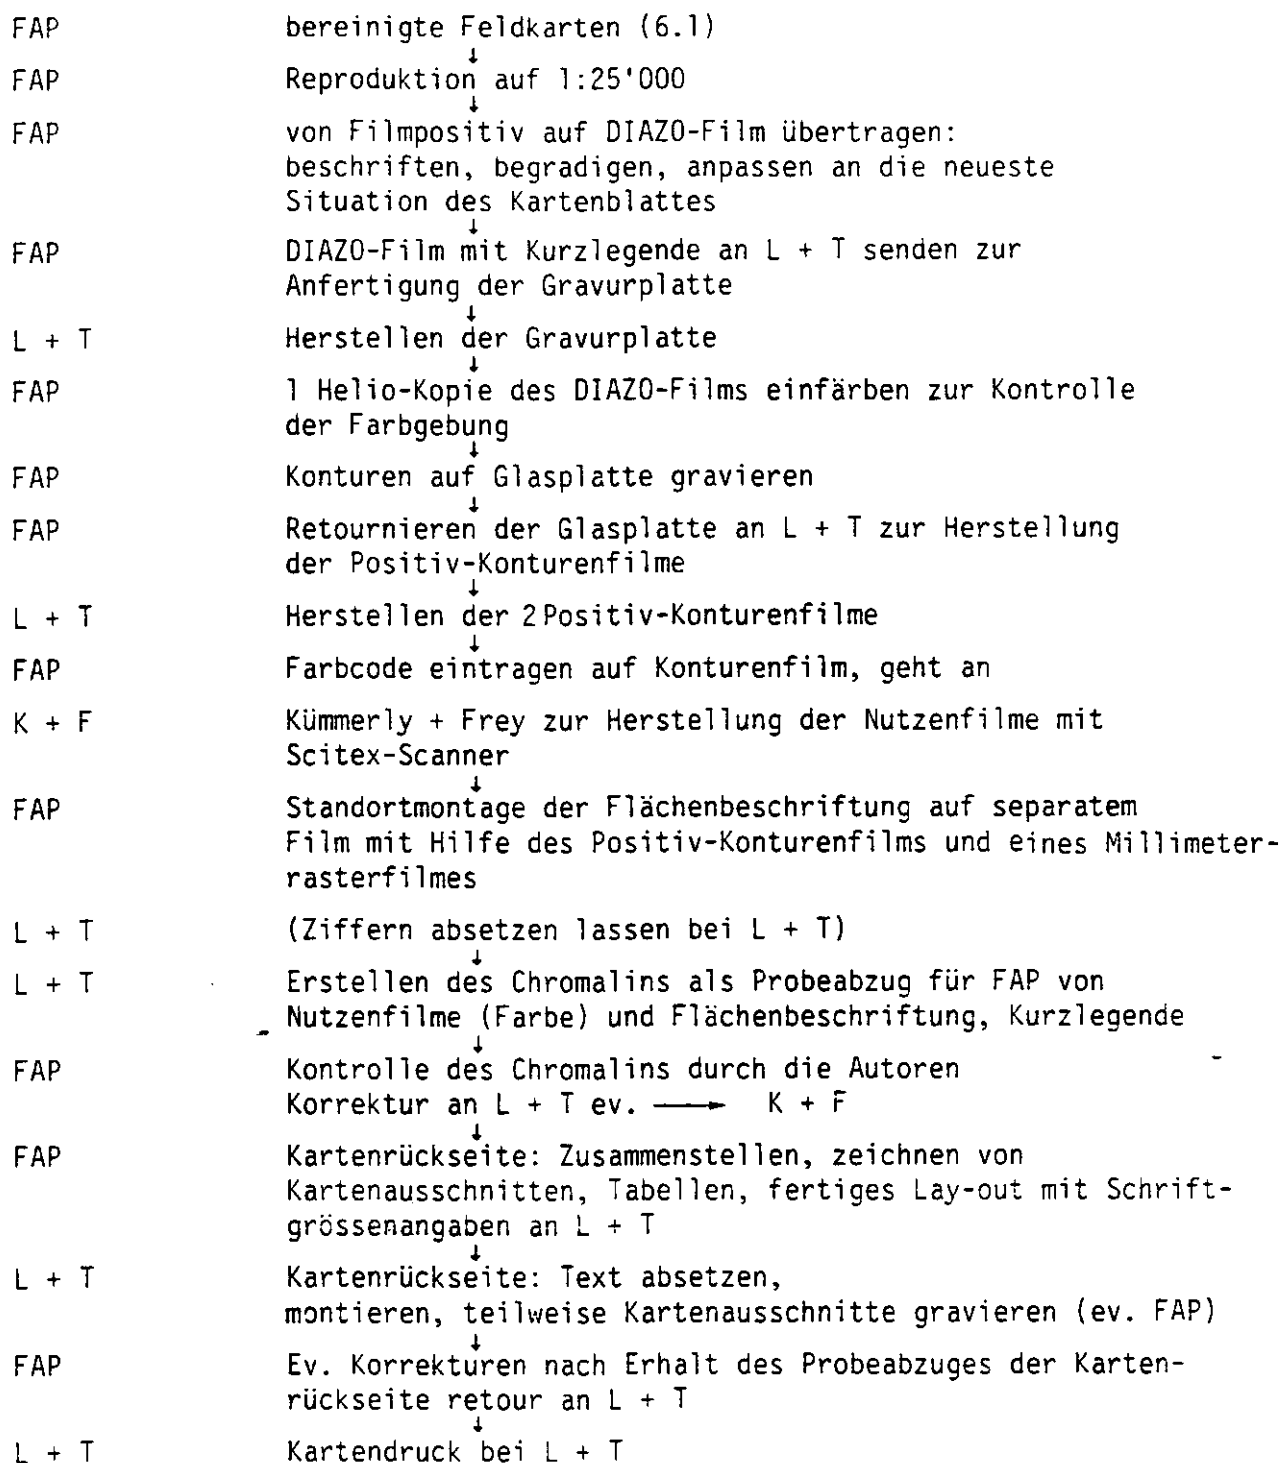 FAP bereinigte Feldkarten (6.1)
↓
FAP Reproduktion auf 1:25'000
↓
FAP von Filmpositiv auf DIAZO-Film übertragen:
beschriften, begradigen, anpassen an die neueste
Situation des Kartenblattes
↓
FAP DIAZO-Film mit Kurzlegende an L + T senden zur
Anfertigung der Gravurplatte
↓
L + T Herstellen der Gravurplatte
↓
FAP 1 Helio-Kopie des DIAZO-Films einfärben zur Kontrolle
der Farbgebung
↓
FAP Konturen auf Glasplatte gravieren
↓
FAP Retournieren der Glasplatte an L + T zur Herstellung
der Positiv-Konturenfilme
↓
L + T Herstellen der 2 Positiv-Konturenfilme
↓
FAP Farbcode eintragen auf Konturenfilm, geht an
K + F Kümmerly + Frey zur Herstellung der Nutzenfilme mit
Scitex-Scanner
↓
FAP Standortmontage der Flächenbeschriftung auf separatem
Film mit Hilfe des Positiv-Konturenfilms und eines Millimeter-
rasterfilmes
L + T (Ziffern absetzen lassen bei L + T)
↓
L + T Erstellen des Chromalins als Probeabzug für FAP von
Nutzenfilme (Farbe) und Flächenbeschriftung, Kurzlegende
↓
FAP Kontrolle des Chromalins durch die Autoren
Korrektur an L + T ev. → K + F
↓
FAP Kartenrückseite: Zusammenstellen, zeichnen von
Kartenausschnitten, Tabellen, fertiges Lay-out mit Schrift-
grössenangaben an L + T
↓
L + T Kartenrückseite: Text absetzen,
montieren, teilweise Kartenausschnitte gravieren (ev. FAP)
↓
FAP Ev. Korrekturen nach Erhalt des Probeabzuges der Karten-
rückseite retour an L + T
↓
L + T Kartendruck bei L + T